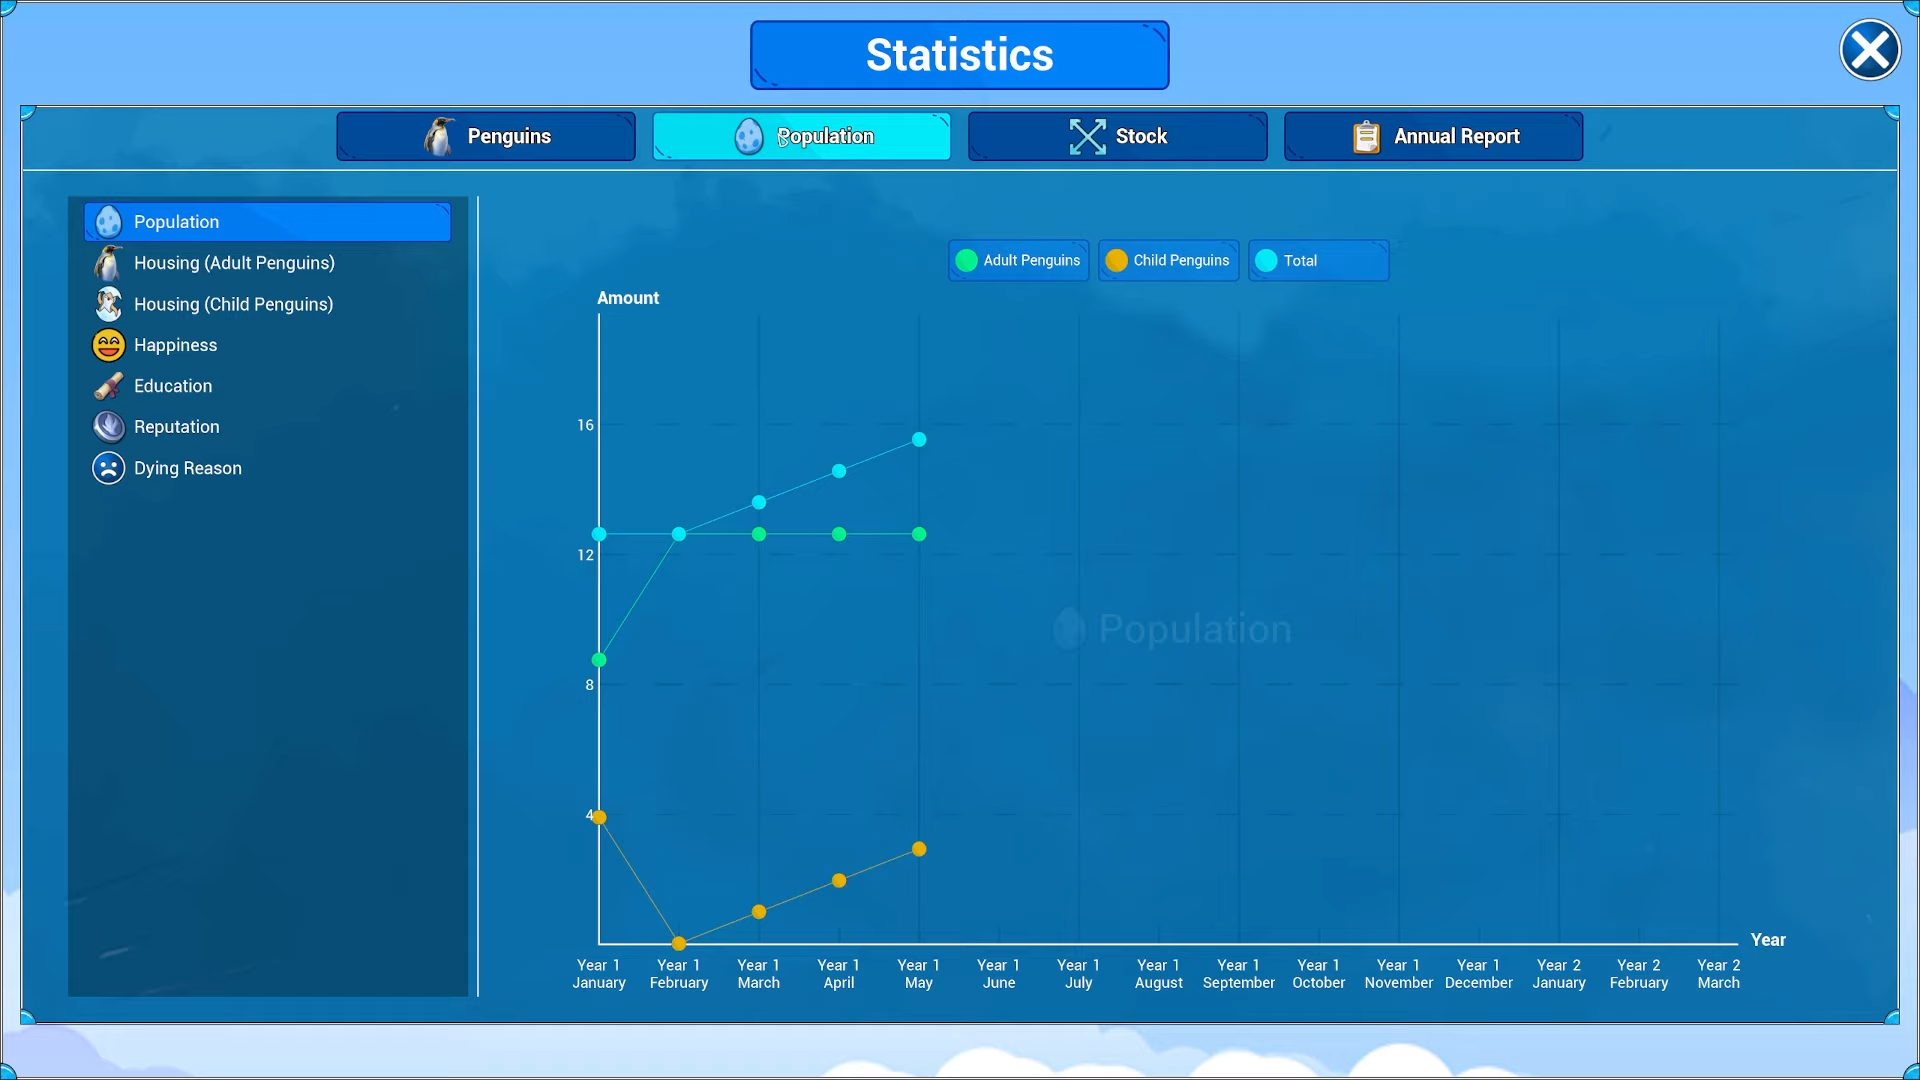 Statistics
Penguins
Population
Stock
Annual Report
Population
Housing (Adult Penguins)
Housing (Child Penguins)
Happiness
Education
Reputation
Dying Reason
Adult Penguins
Child Penguins
Total
Amount
16
12
8
4
Population
Year
Year 1 January
Year 1 February
Year 1 March
Year 1 April
Year 1 May
Year 1 June
Year 1 July
Year 1 August
Year 1 September
Year 1 October
Year 1 November
Year 1 December
Year 2 January
Year 2 February
Year 2 March